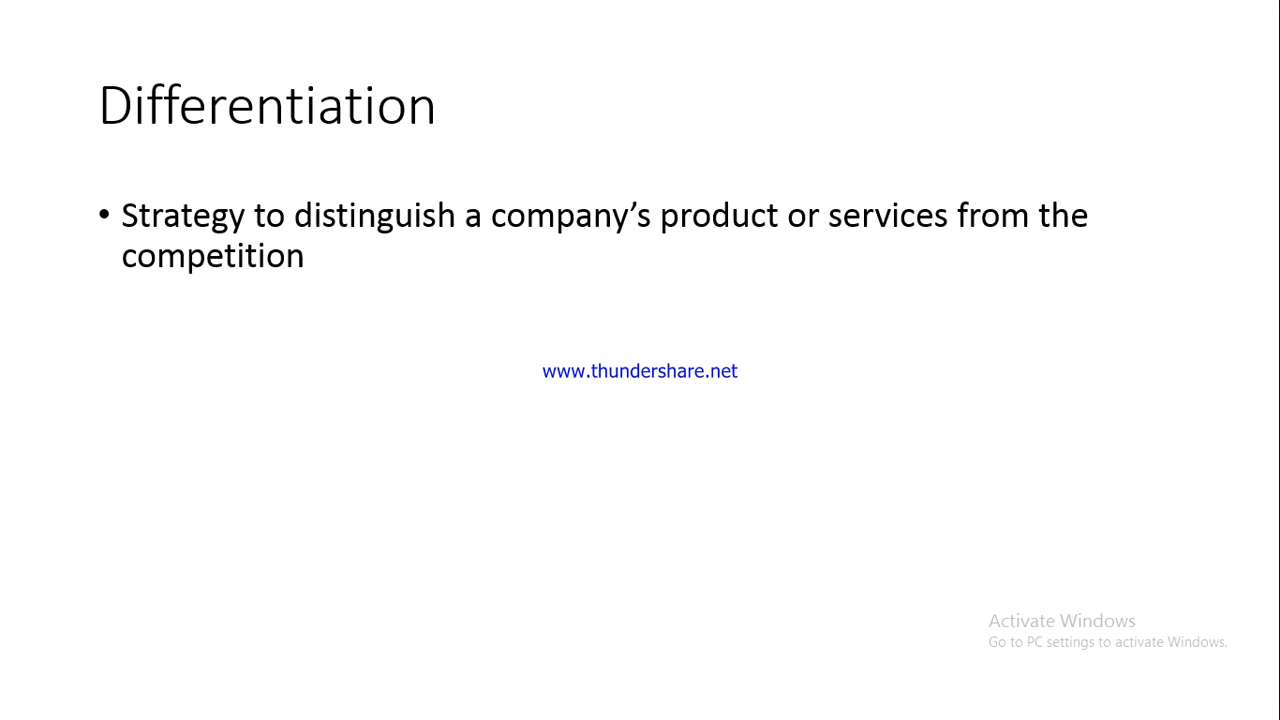 Differentiation
• Strategy to distinguish a company’s product or services from the
competition
www.thundershare.net
Activate Windows
Go to PC settings to activate Windows.